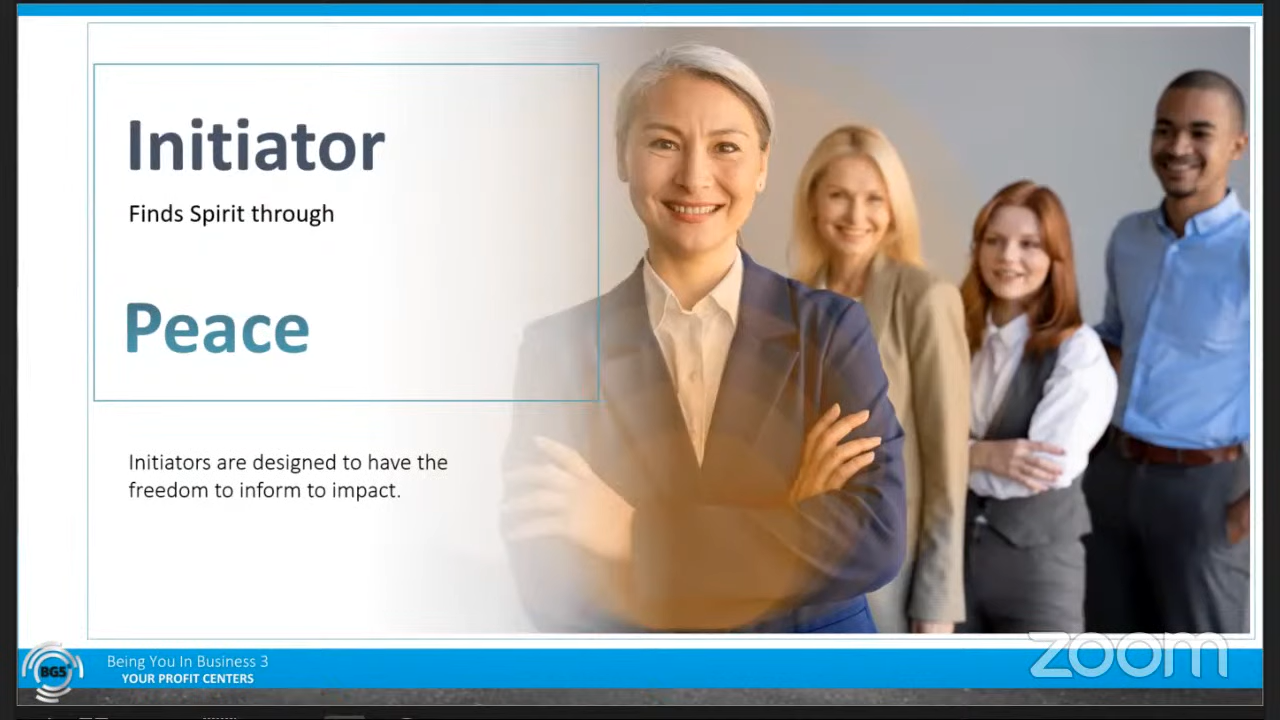 Initiator
Finds Spirit through
Peace
Initiators are designed to have the
freedom to inform to impact.
BG5
Being You In Business 3
YOUR PROFIT CENTERS
zoom